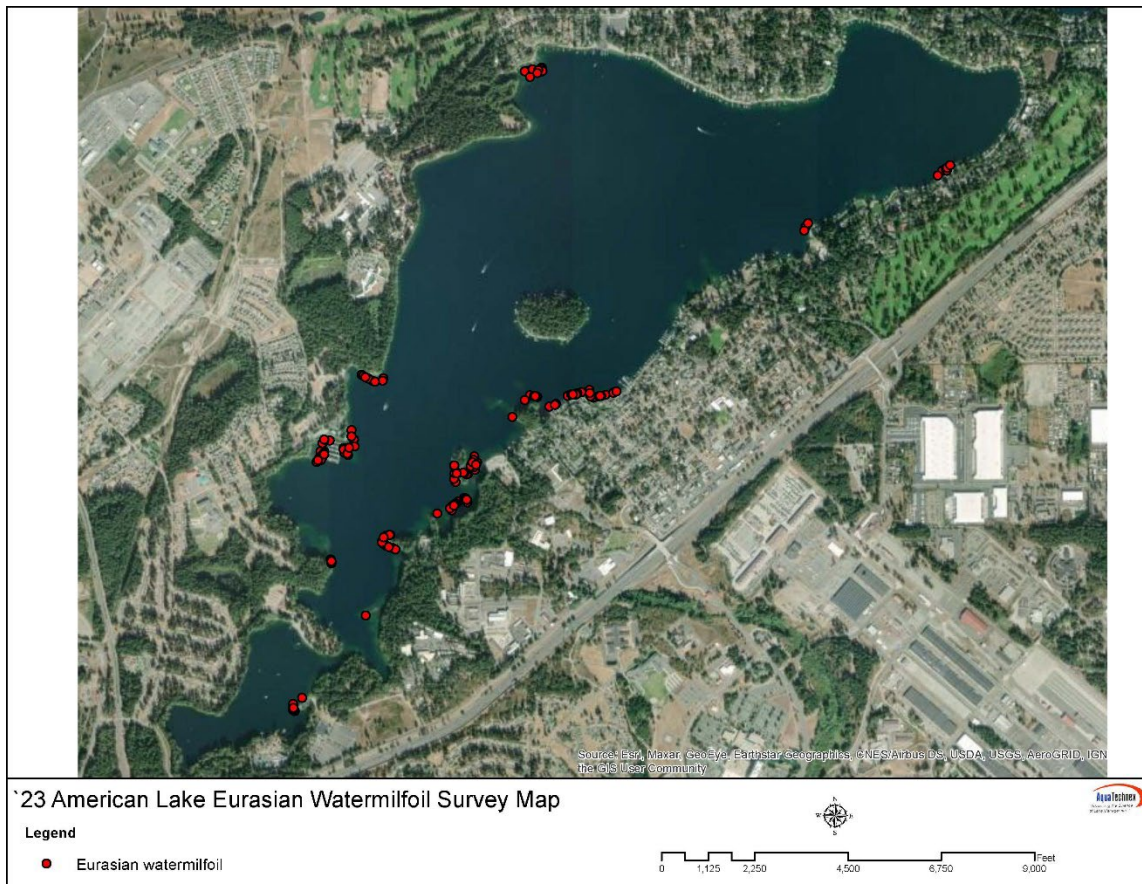 Source: Esri, Maxar, GeoEye, Earthstar Geographics, CNES/Airbus DS, USDA, USGS, AeroGRID, IGN
the GIS User Community
`23 American Lake Eurasian Watermilfoil Survey Map
Legend
Eurasian watermilfoil
N
W E
S
AquaTechnex
Feet
0 1,125 2,250 4,500 6,750 9,000